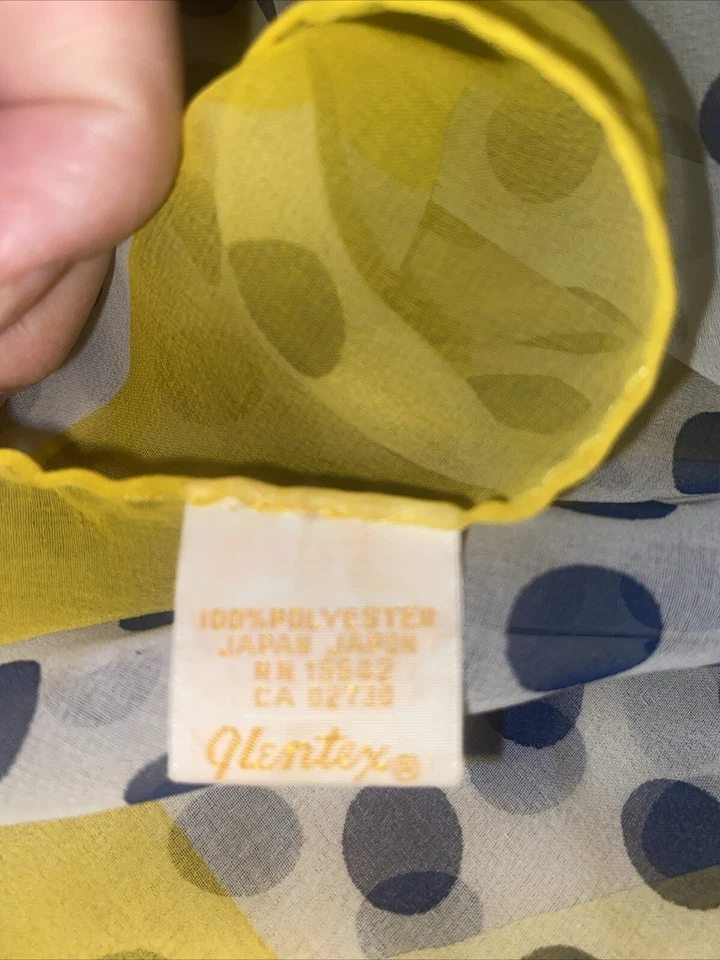 100% POLYESTER
JAPAN JAPON
RN 15542
CA 02730
Glentex®